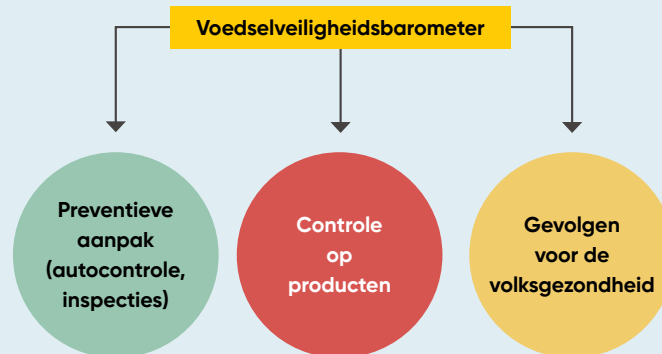 Voedselveiligheidsbarometer
Preventieve
aanpak
(autocontrole,
inspecties)
Controle
op
producten
Gevolgen
voor de
volksgezondheid